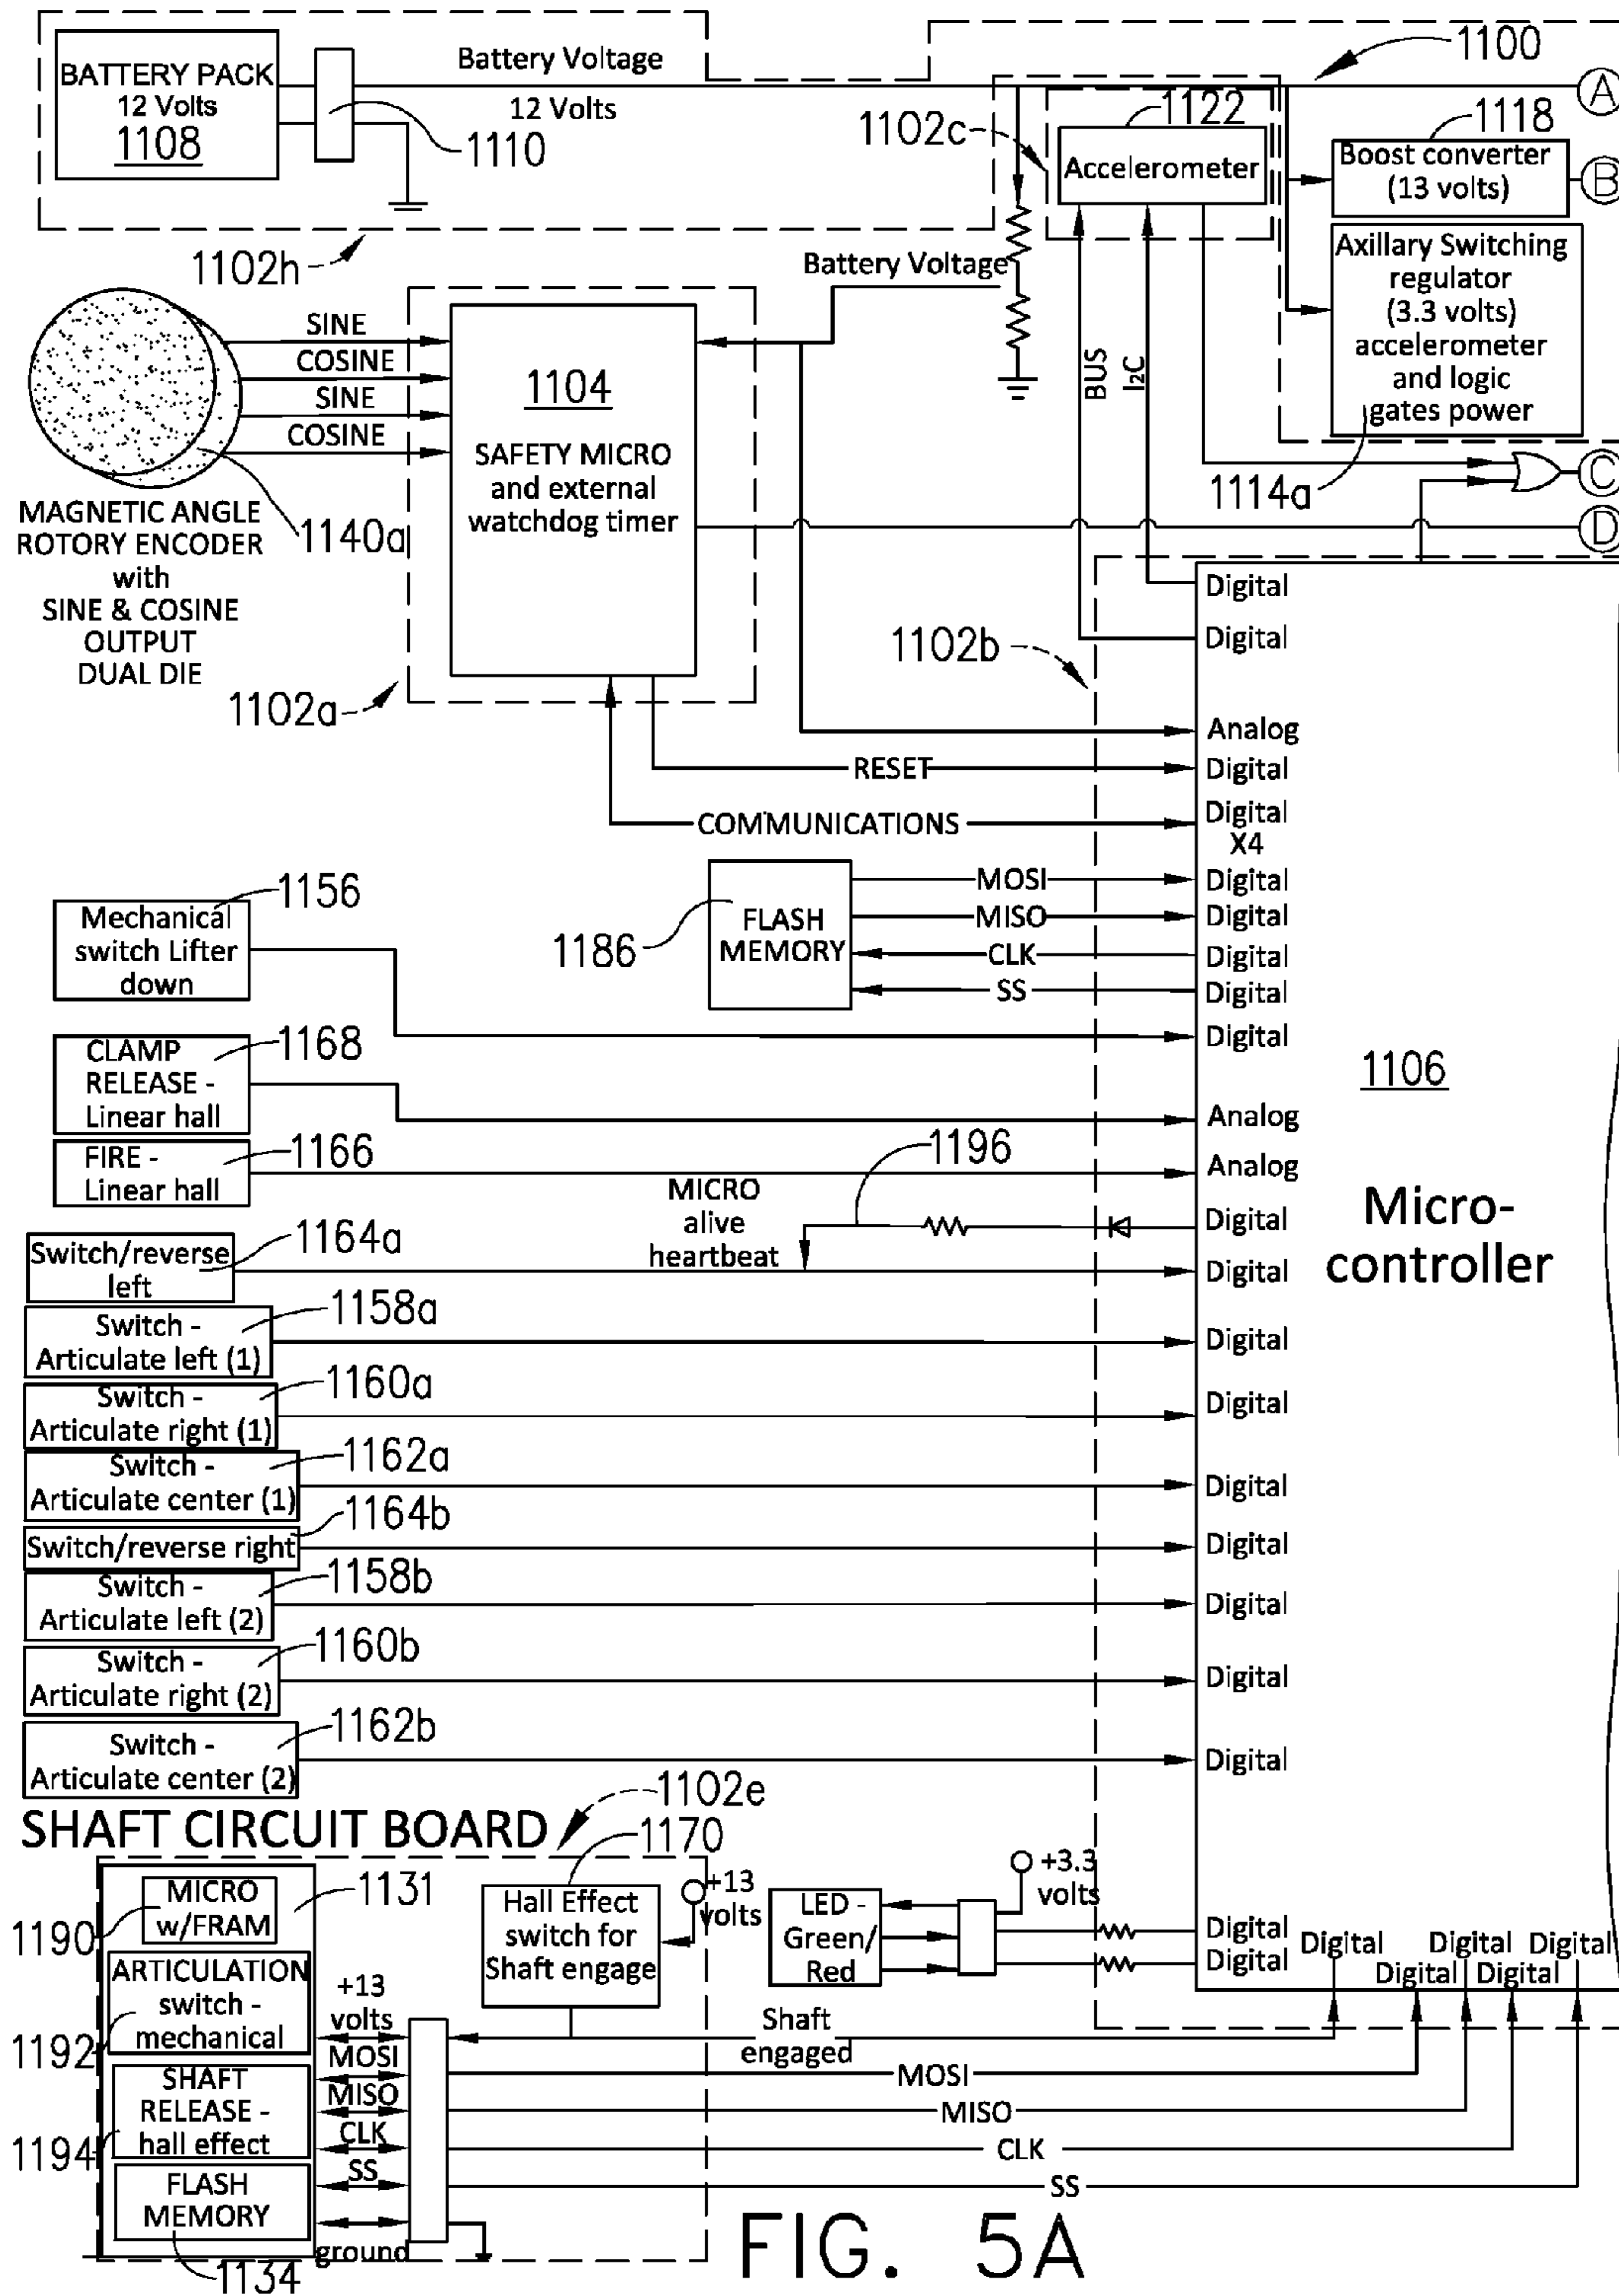 BATTERY PACK
12 Volts
1108
Battery Voltage
12 Volts
1110
1100
A
1102c
1122
Accelerometer
1118
Boost converter
(13 volts)
B
1102h
Battery Voltage
Axillary Switching
regulator
(3.3 volts)
accelerometer
and logic
gates power
1114a
C
D
SINE
COSINE
SINE
COSINE
1104
SAFETY MICRO
and external
watchdog timer
BUS
I2C
MAGNETIC ANGLE
ROTORY ENCODER
with
SINE & COSINE
OUTPUT
DUAL DIE
1140a
1102a
1102b
Digital
Digital
Analog
RESET
Digital
COMMUNICATIONS
Digital
X4
1186
FLASH
MEMORY
MOSI
Digital
MISO
Digital
CLK
Digital
SS
Digital
Mechanical
switch Lifter
down
1156
Digital
CLAMP
RELEASE -
Linear hall
1168
Analog
FIRE -
Linear hall
1166
Analog
1106
Micro-
controller
MICRO
alive
heartbeat
1196
Digital
Switch/reverse
left
1164a
Digital
Switch -
Articulate left (1)
1158a
Digital
Switch -
Articulate right (1)
1160a
Digital
Switch -
Articulate center (1)
1162a
Digital
Switch/reverse right
1164b
Digital
Switch -
Articulate left (2)
1158b
Digital
Switch -
Articulate right (2)
1160b
Digital
Switch -
Articulate center (2)
1162b
Digital
SHAFT CIRCUIT BOARD
1102e
1170
MICRO
w/FRAM
1131
1190
ARTICULATION
switch -
mechanical
1192
SHAFT
RELEASE -
hall effect
1194
FLASH
MEMORY
1134
Hall Effect
switch for
Shaft engage
+13
volts
LED -
Green/
Red
+3.3
volts
Digital
Digital
Digital Digital Digital
Digital Digital
+13
volts
MOSI
MISO
CLK
SS
ground
Shaft
engaged
MOSI
MISO
CLK
SS
FIG. 5A